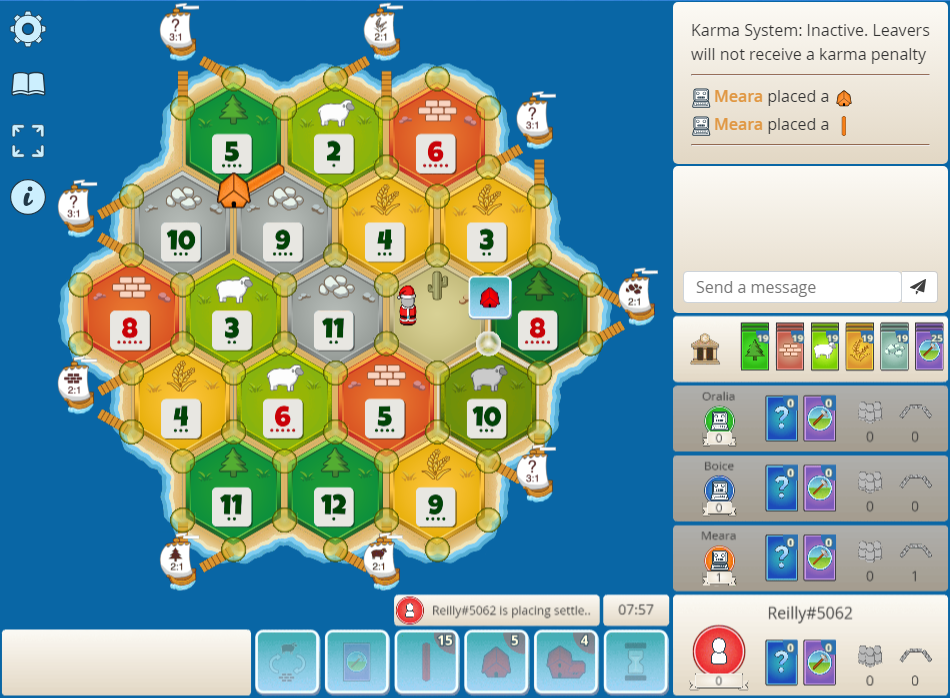 Karma System: Inactive. Leavers
will not receive a karma penalty
Meara placed a
Meara placed a
Send a message
19 19 19 19 19 25
Oralia
0 0
0 0 0
Boice
0 0
0 0 0
Meara
0 0
1 0 1
Reilly#5062
0 0
0 0 0
?
3:1
2:1
?
3:1
5 2 6
?
3:1
10 9 4 3
2:1
8 3 11 8
2:1
4 6 5 10
?
3:1
11 12 9
2:1
2:1
i
Reilly#5062 is placing settle..
07:57
15 5 4